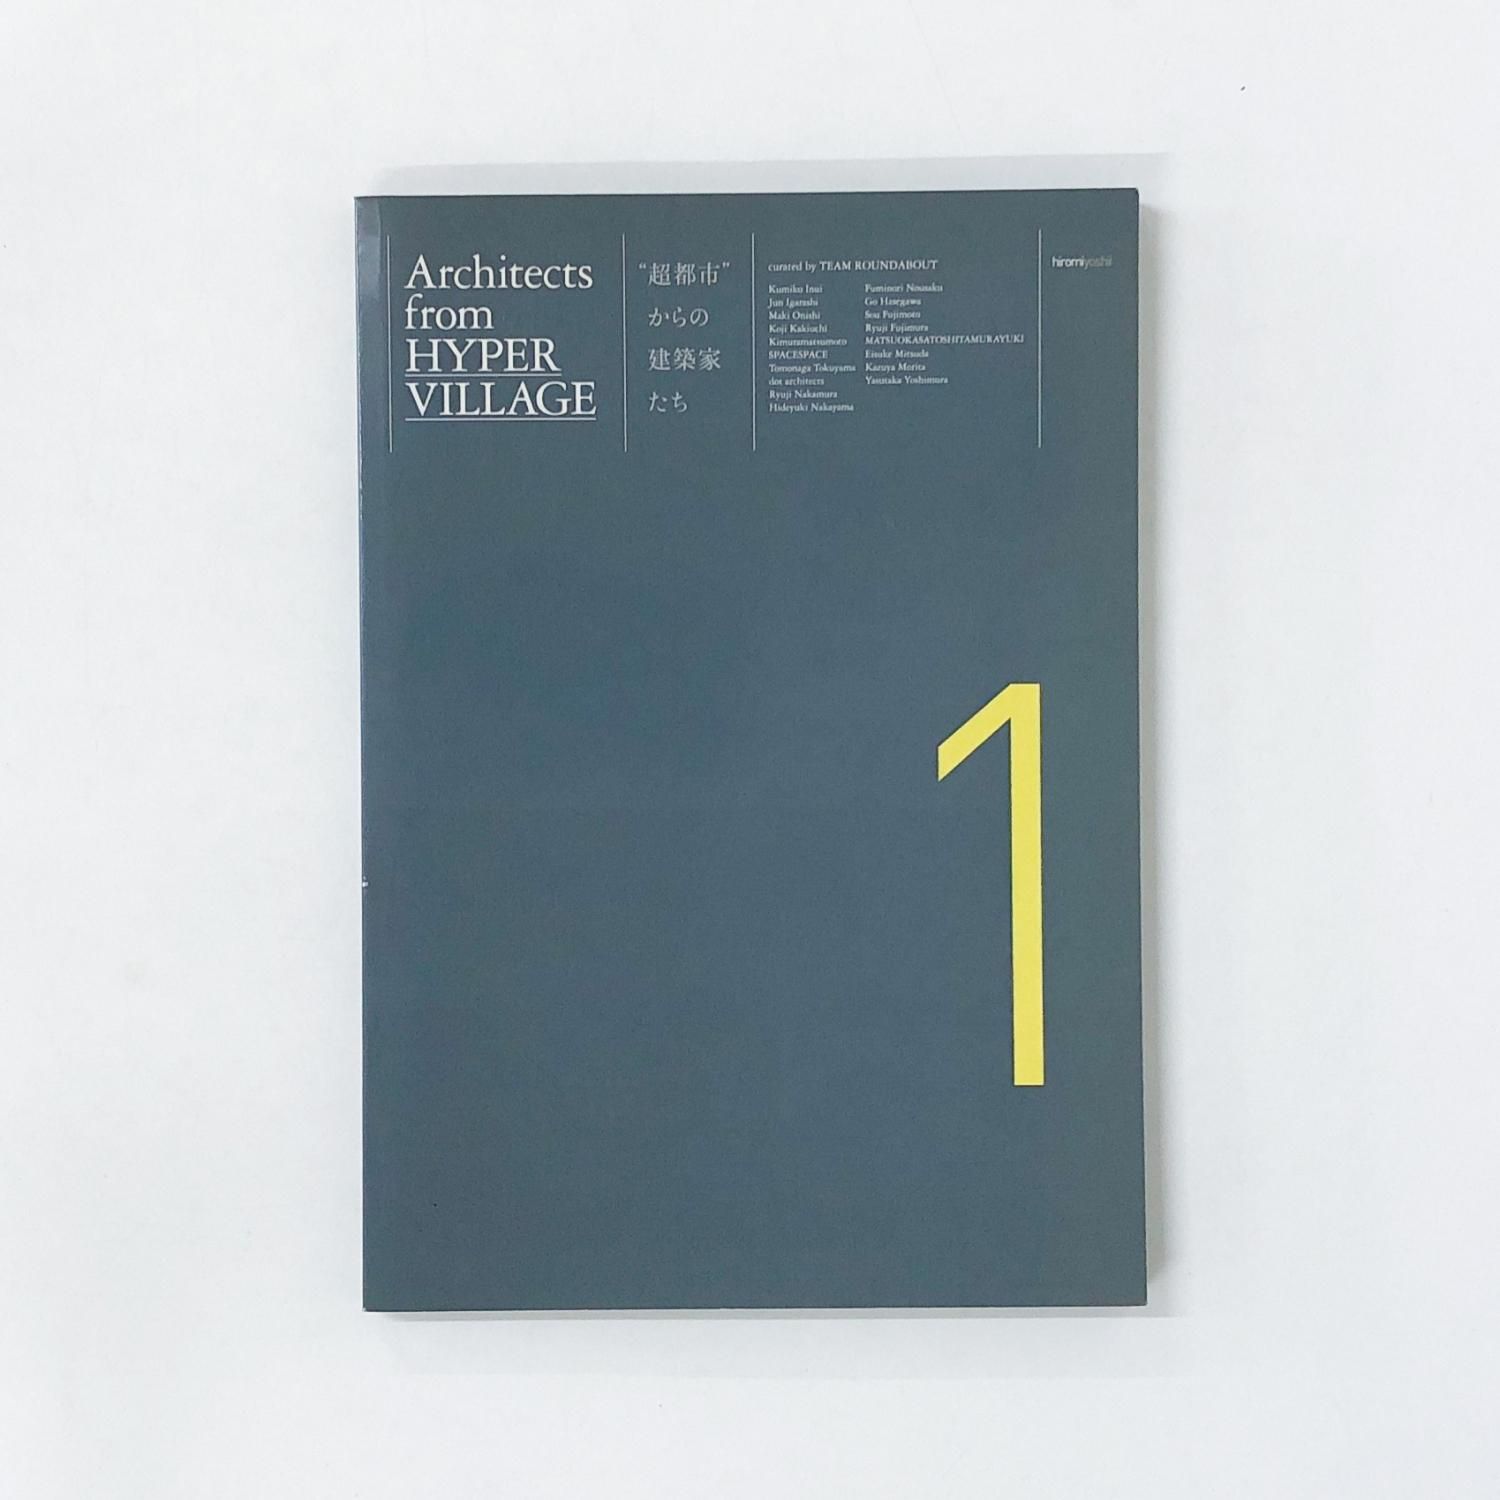 Architects
from
HYPER
VILLAGE
“超都市”
からの
建築家
たち
curated by TEAM ROUNDABOUT
Kumiko Inui
Jun Igarashi
Maki Onishi
Koji Kakiuchi
Kimuramatsumoto
SPACESPACE
Tomonaga Tokuyama
dot architects
Ryuji Nakamura
Hideyuki Nakayama
Fuminori Nousaku
Go Hasegawa
Sou Fujimoto
Ryuji Fujimura
MATSUOKASATOSHITAMURAYUKI
Eisuke Mitsuda
Kazuya Morita
Yasutaka Yoshimura
hiromiyoshii
1